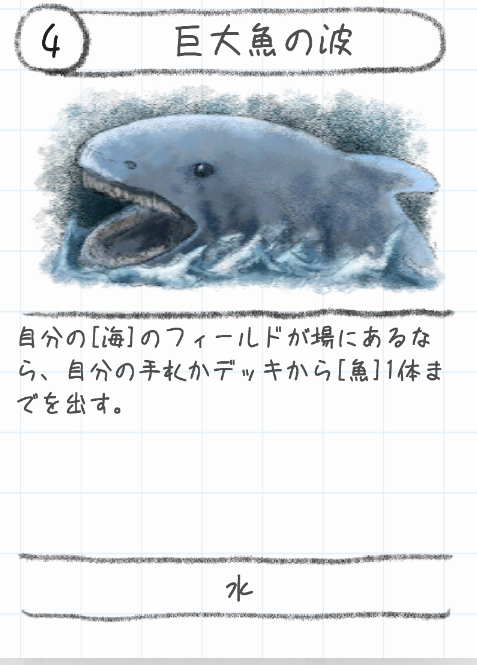 4
巨大魚の波
自分の[海]のフィールドが場にあるな
ら、自分の手札かデッキから[魚]1体ま
でを出す。
水